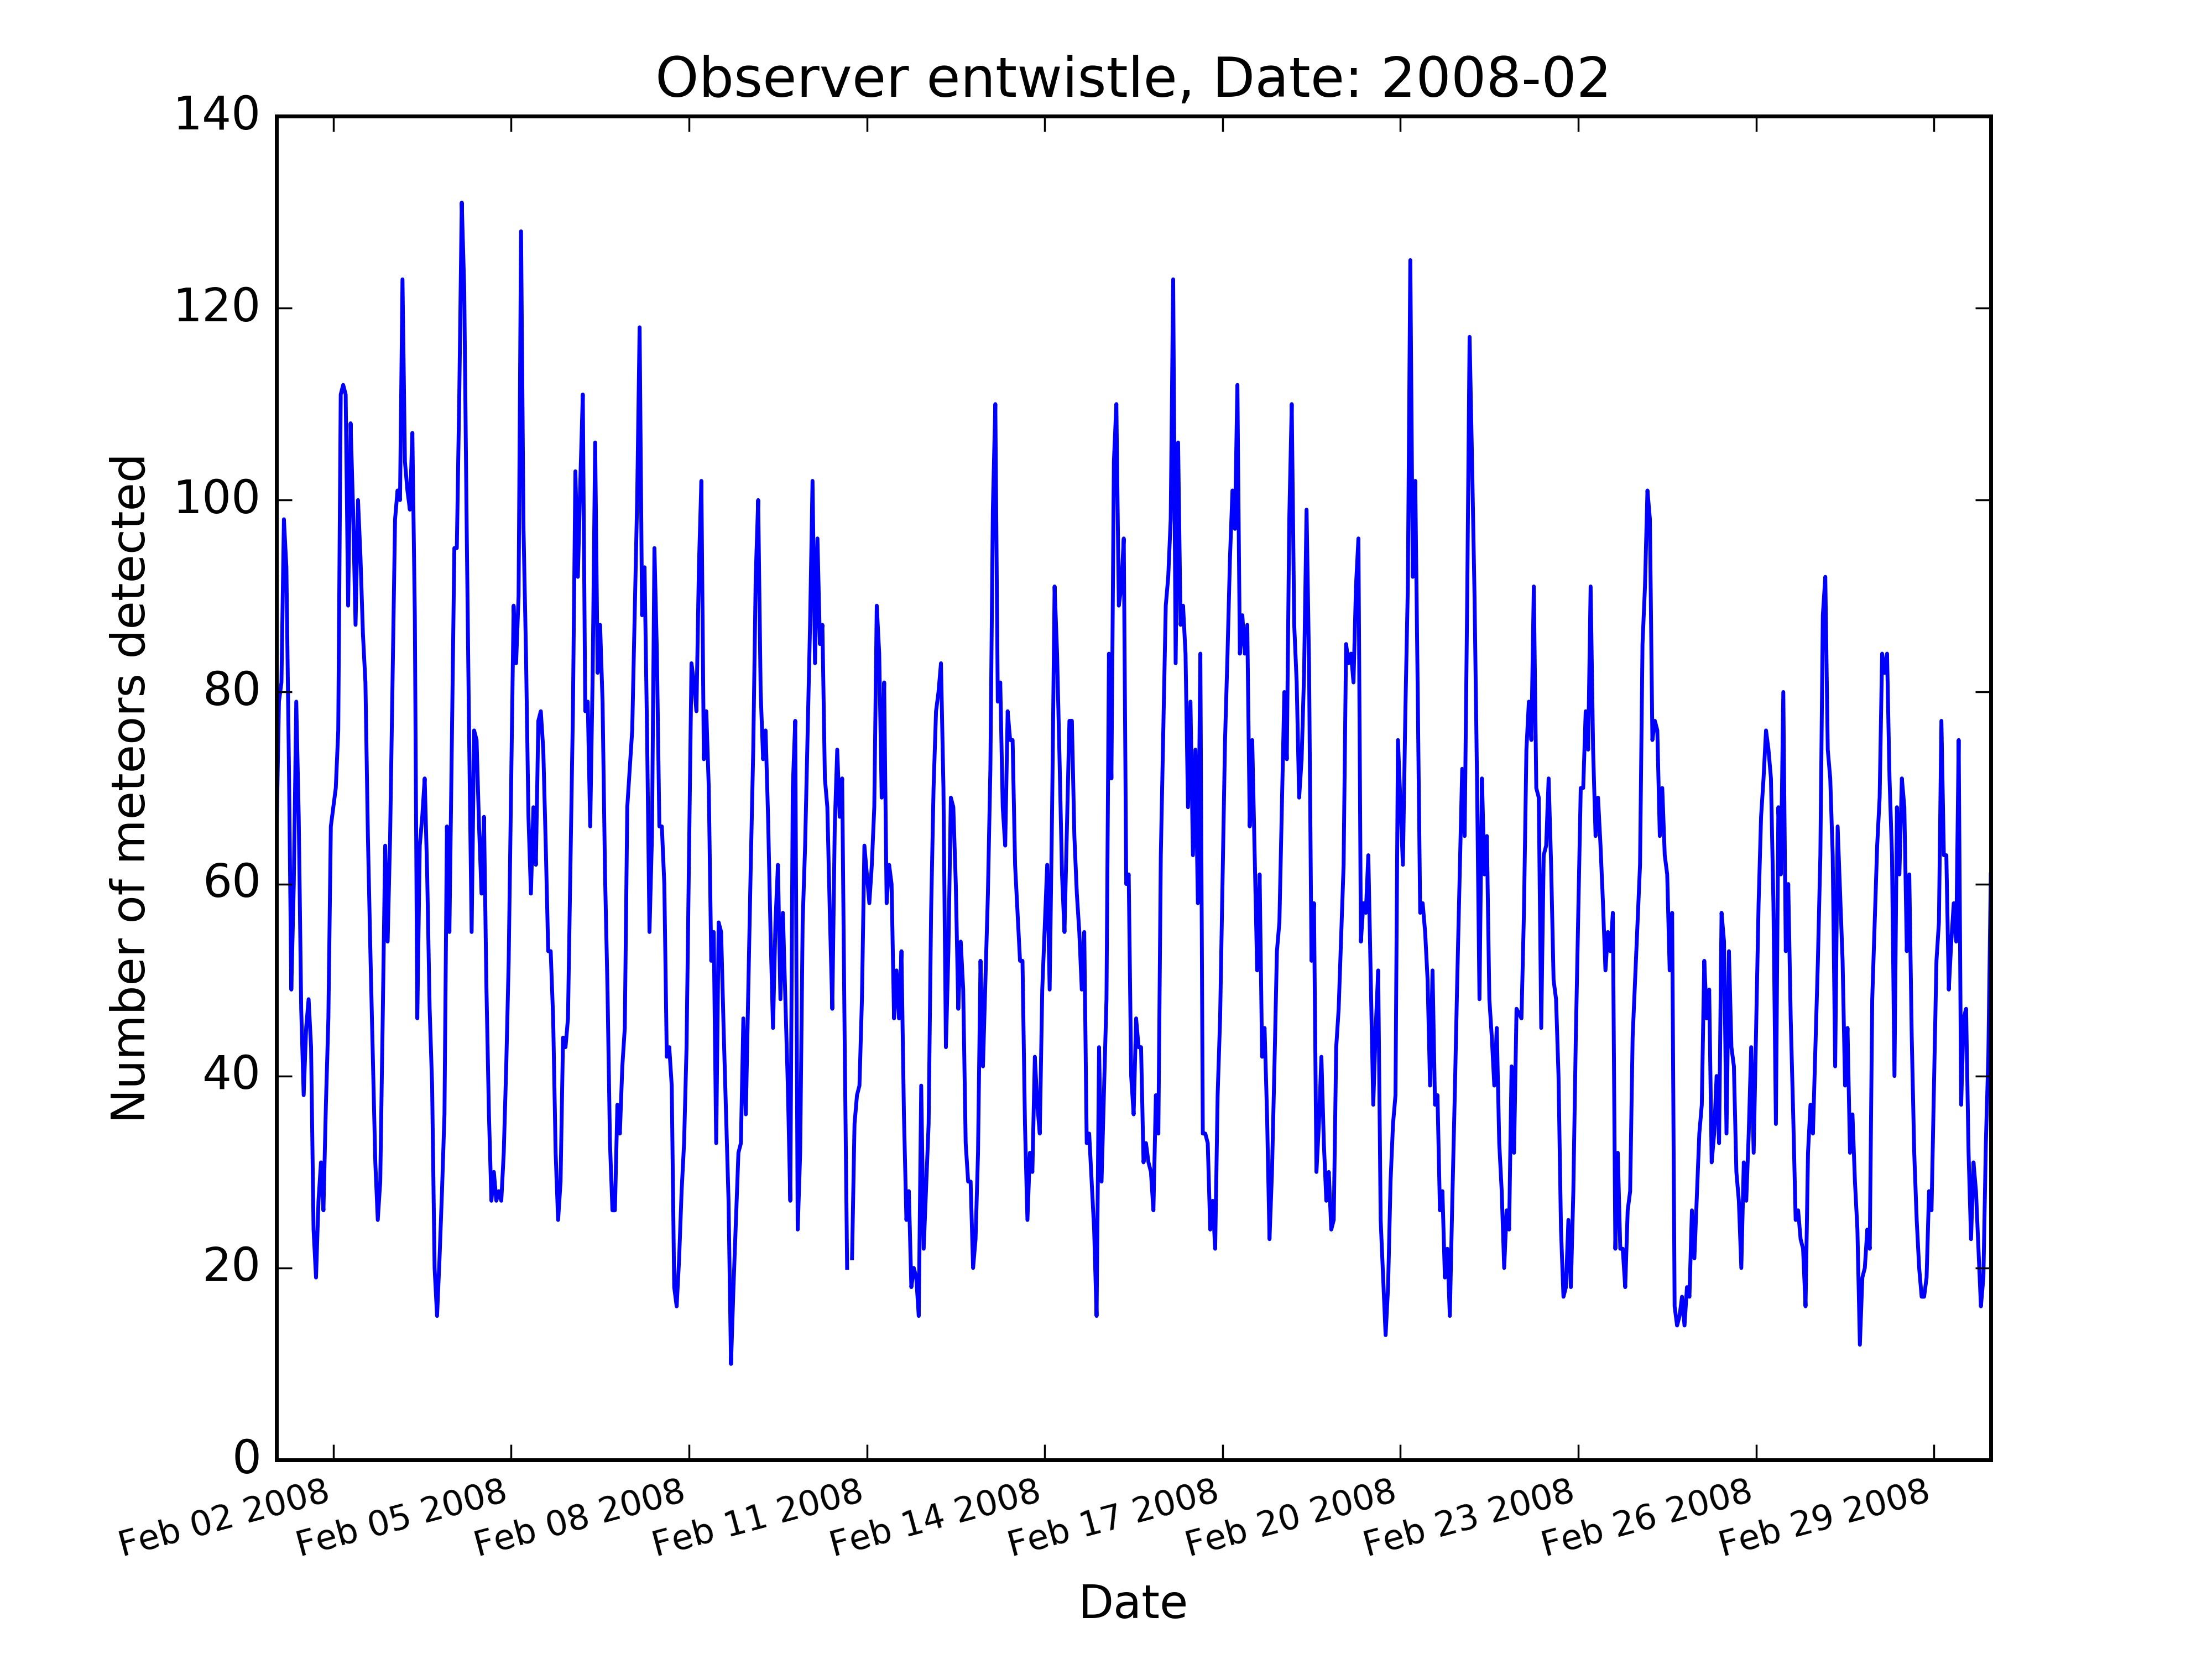 Observer entwistle, Date: 2008-02
140
120
100
80
60
40
20
0
Number of meteors detected
Feb 02 2008
Feb 05 2008
Feb 08 2008
Feb 11 2008
Feb 14 2008
Feb 17 2008
Feb 20 2008
Feb 23 2008
Feb 26 2008
Feb 29 2008
Date